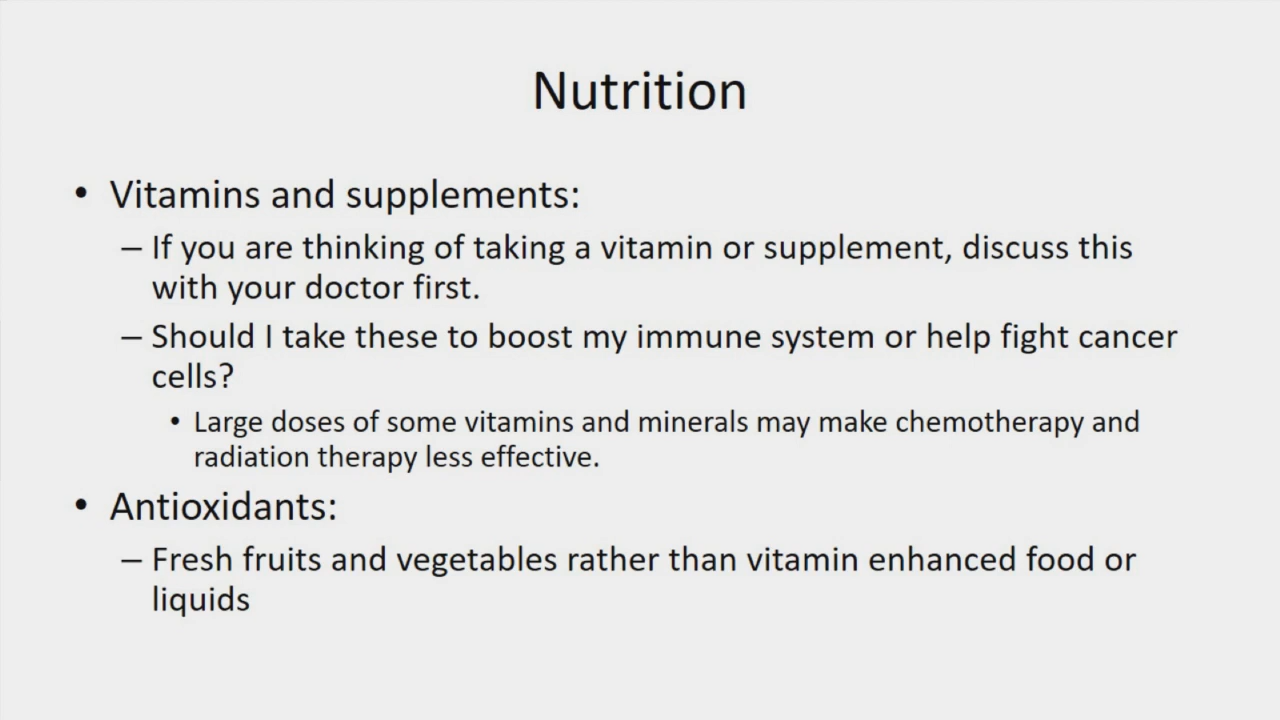 Nutrition
• Vitamins and supplements:
– If you are thinking of taking a vitamin or supplement, discuss this
with your doctor first.
– Should I take these to boost my immune system or help fight cancer
cells?
• Large doses of some vitamins and minerals may make chemotherapy and
radiation therapy less effective.
• Antioxidants:
– Fresh fruits and vegetables rather than vitamin enhanced food or
liquids